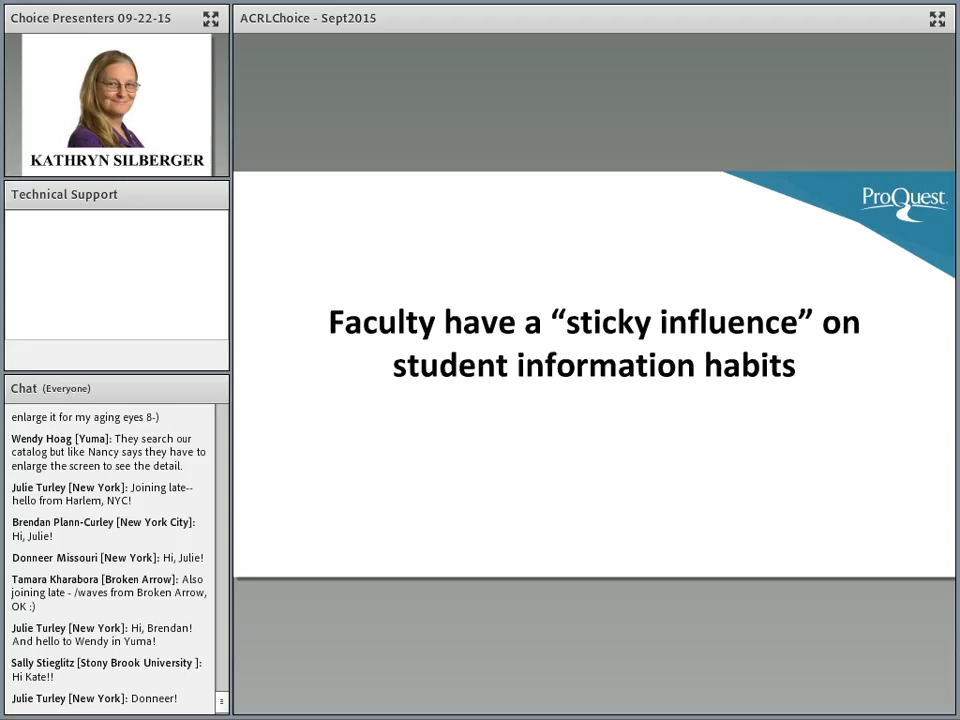 Choice Presenters 09-22-15
KATHRYN SILBERGER
Technical Support
Chat (Everyone)
enlarge it for my aging eyes 8-)
Wendy Hoag [Yuma]: They search our
catalog but like Nancy says they have to
enlarge the screen to see the detail.
Julie Turley [New York]: Joining late--
hello from Harlem, NYC!
Brendan Plann-Curley [New York City]:
Hi, Julie!
Donneer Missouri [New York]: Hi, Julie!
Tamara Kharabora [Broken Arrow]: Also
joining late - /waves from Broken Arrow,
OK :)
Julie Turley [New York]: Hi, Brendan!
And hello to Wendy in Yuma!
Sally Stieglitz [Stony Brook University ]:
Hi Kate!!
Julie Turley [New York]: Donneer!
ACRLChoice - Sept2015
ProQuest
Faculty have a “sticky influence” on
student information habits